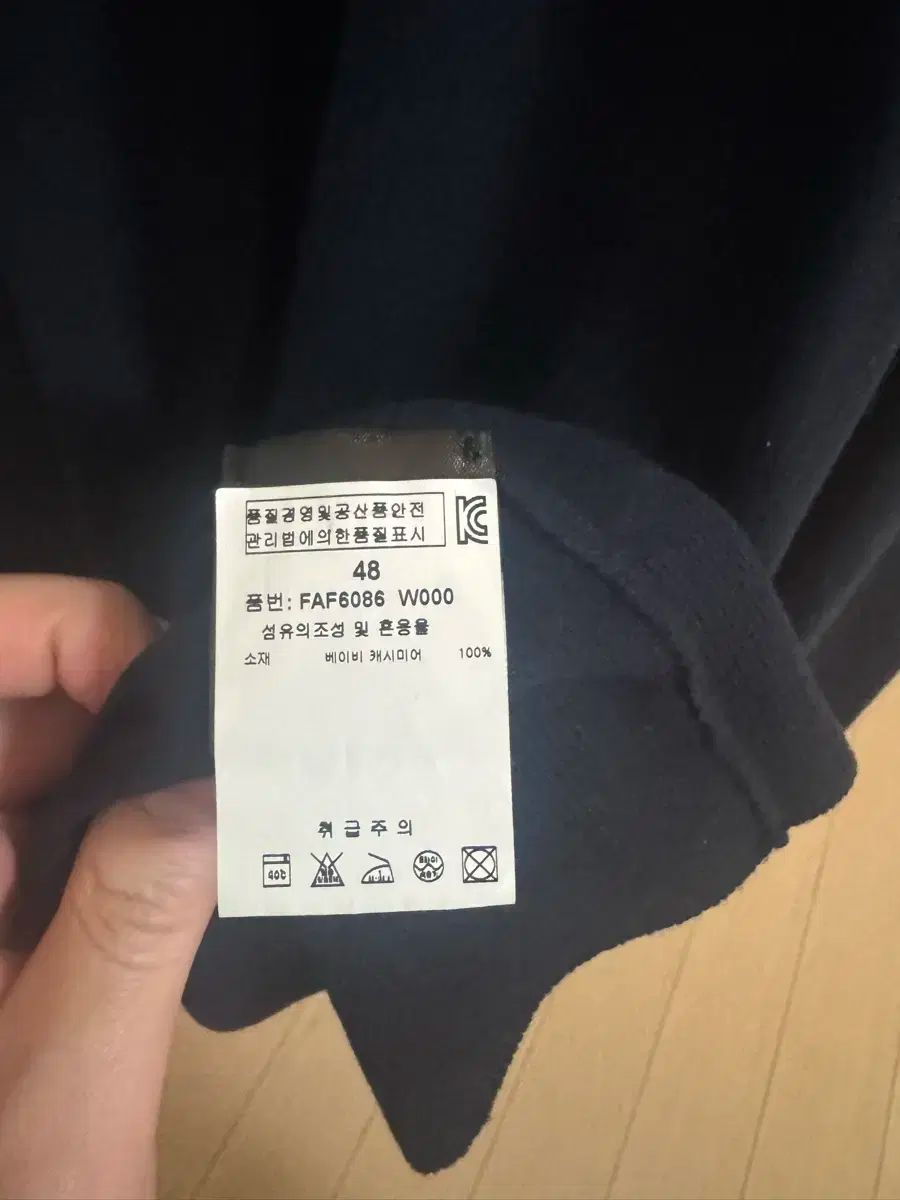 품질경영및공산품안전
관리법에의한품질표시
KC
48
품번: FAF6086 W000
섬유의조성 및 혼용율
소재 베이비 캐시미어 100%
취급주의
40℃